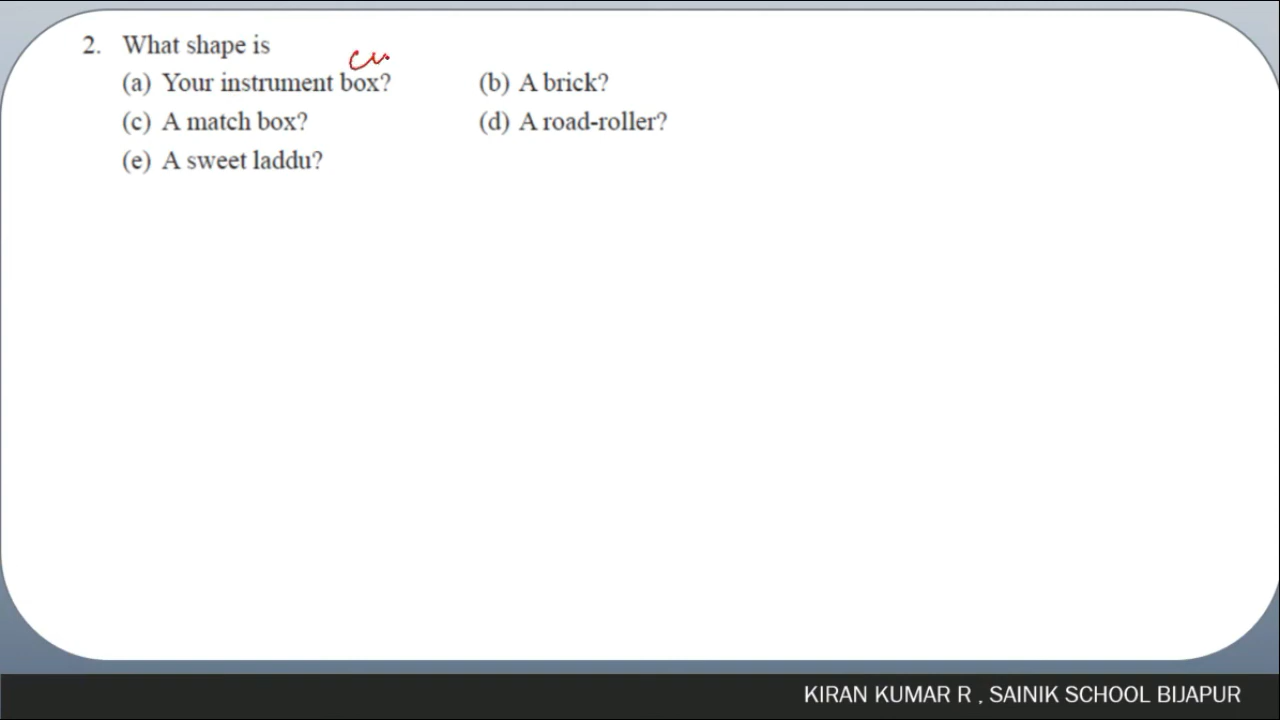 2. What shape is
cu
(a) Your instrument box? (b) A brick?
(c) A match box? (d) A road-roller?
(e) A sweet laddu?
KIRAN KUMAR R , SAINIK SCHOOL BIJAPUR